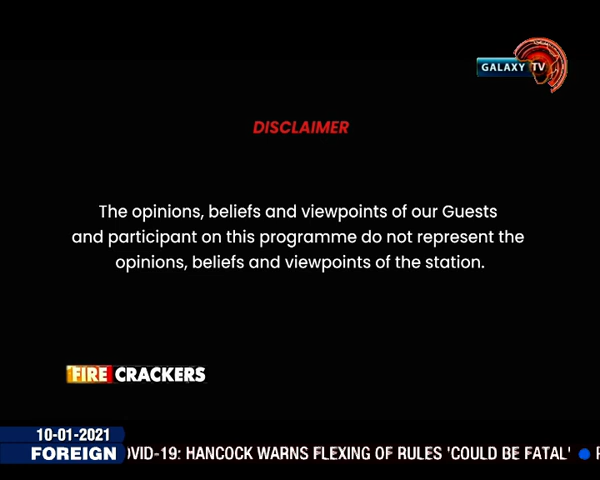 GALAXY TV
DISCLAIMER
The opinions, beliefs and viewpoints of our Guests
and participant on this programme do not represent the
opinions, beliefs and viewpoints of the station.
FIRE CRACKERS
10-01-2021
FOREIGN OVID-19: HANCOCK WARNS FLEXING OF RULES 'COULD BE FATAL'